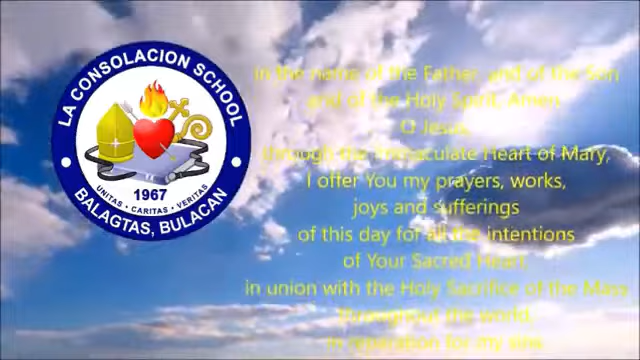 LA CONSOLACION SCHOOL
1967
UNITAS • CARITAS • VERITAS
BALAGTAS, BULACAN
in the name of the Father, and of the Son
and of the Holy Spirit, Amen
O Jesus,
through the Immaculate Heart of Mary,
I offer You my prayers, works,
joys and sufferings
of this day for all the intentions
of Your Sacred Heart,
in union with the Holy Sacrifice of the Mass
throughout the world,
in reparation for my sins,